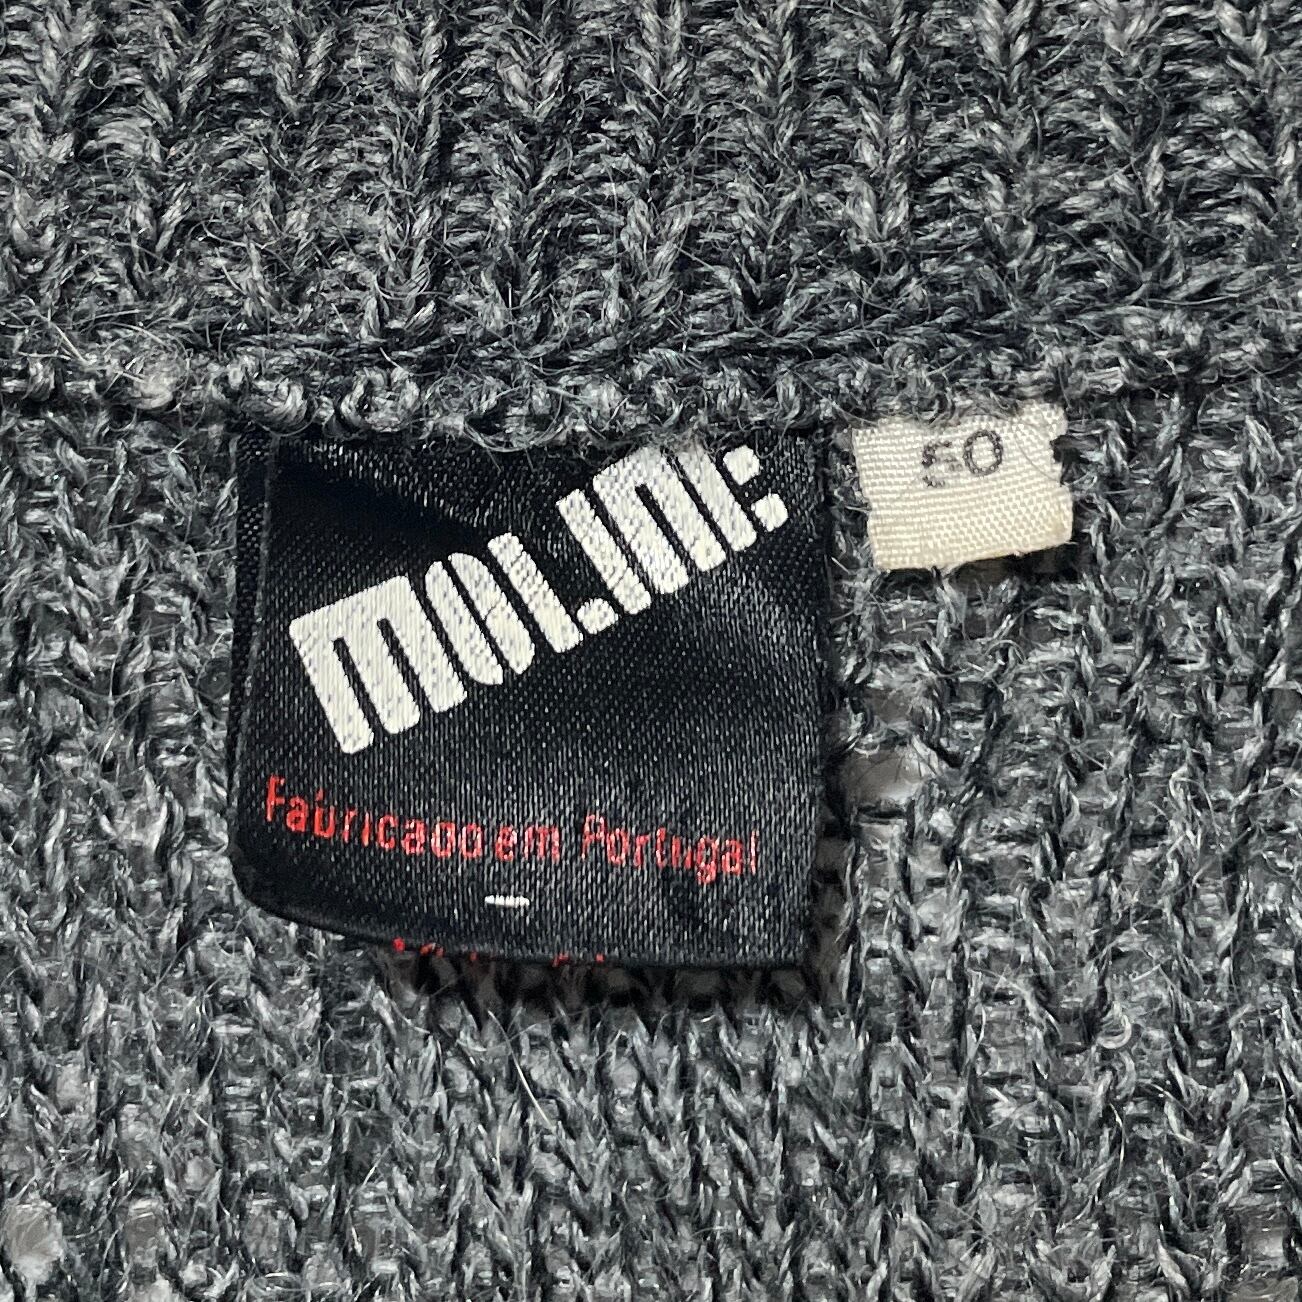 MOLINE
50
Fabricado em Portugal